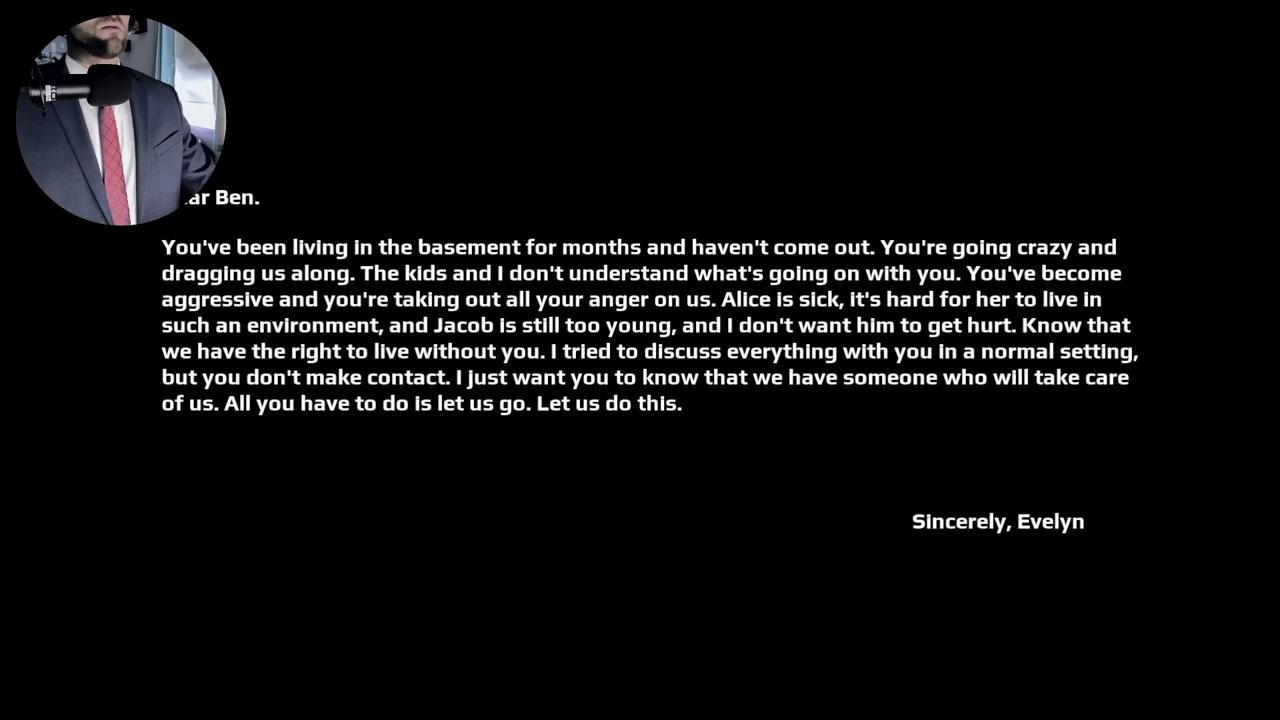 ar Ben.
You've been living in the basement for months and haven't come out. You're going crazy and
dragging us along. The kids and I don't understand what's going on with you. You've become
aggressive and you're taking out all your anger on us. Alice is sick, it's hard for her to live in
such an environment, and Jacob is still too young, and I don't want him to get hurt. Know that
we have the right to live without you. I tried to discuss everything with you in a normal setting,
but you don't make contact. I just want you to know that we have someone who will take care
of us. All you have to do is let us go. Let us do this.
Sincerely, Evelyn